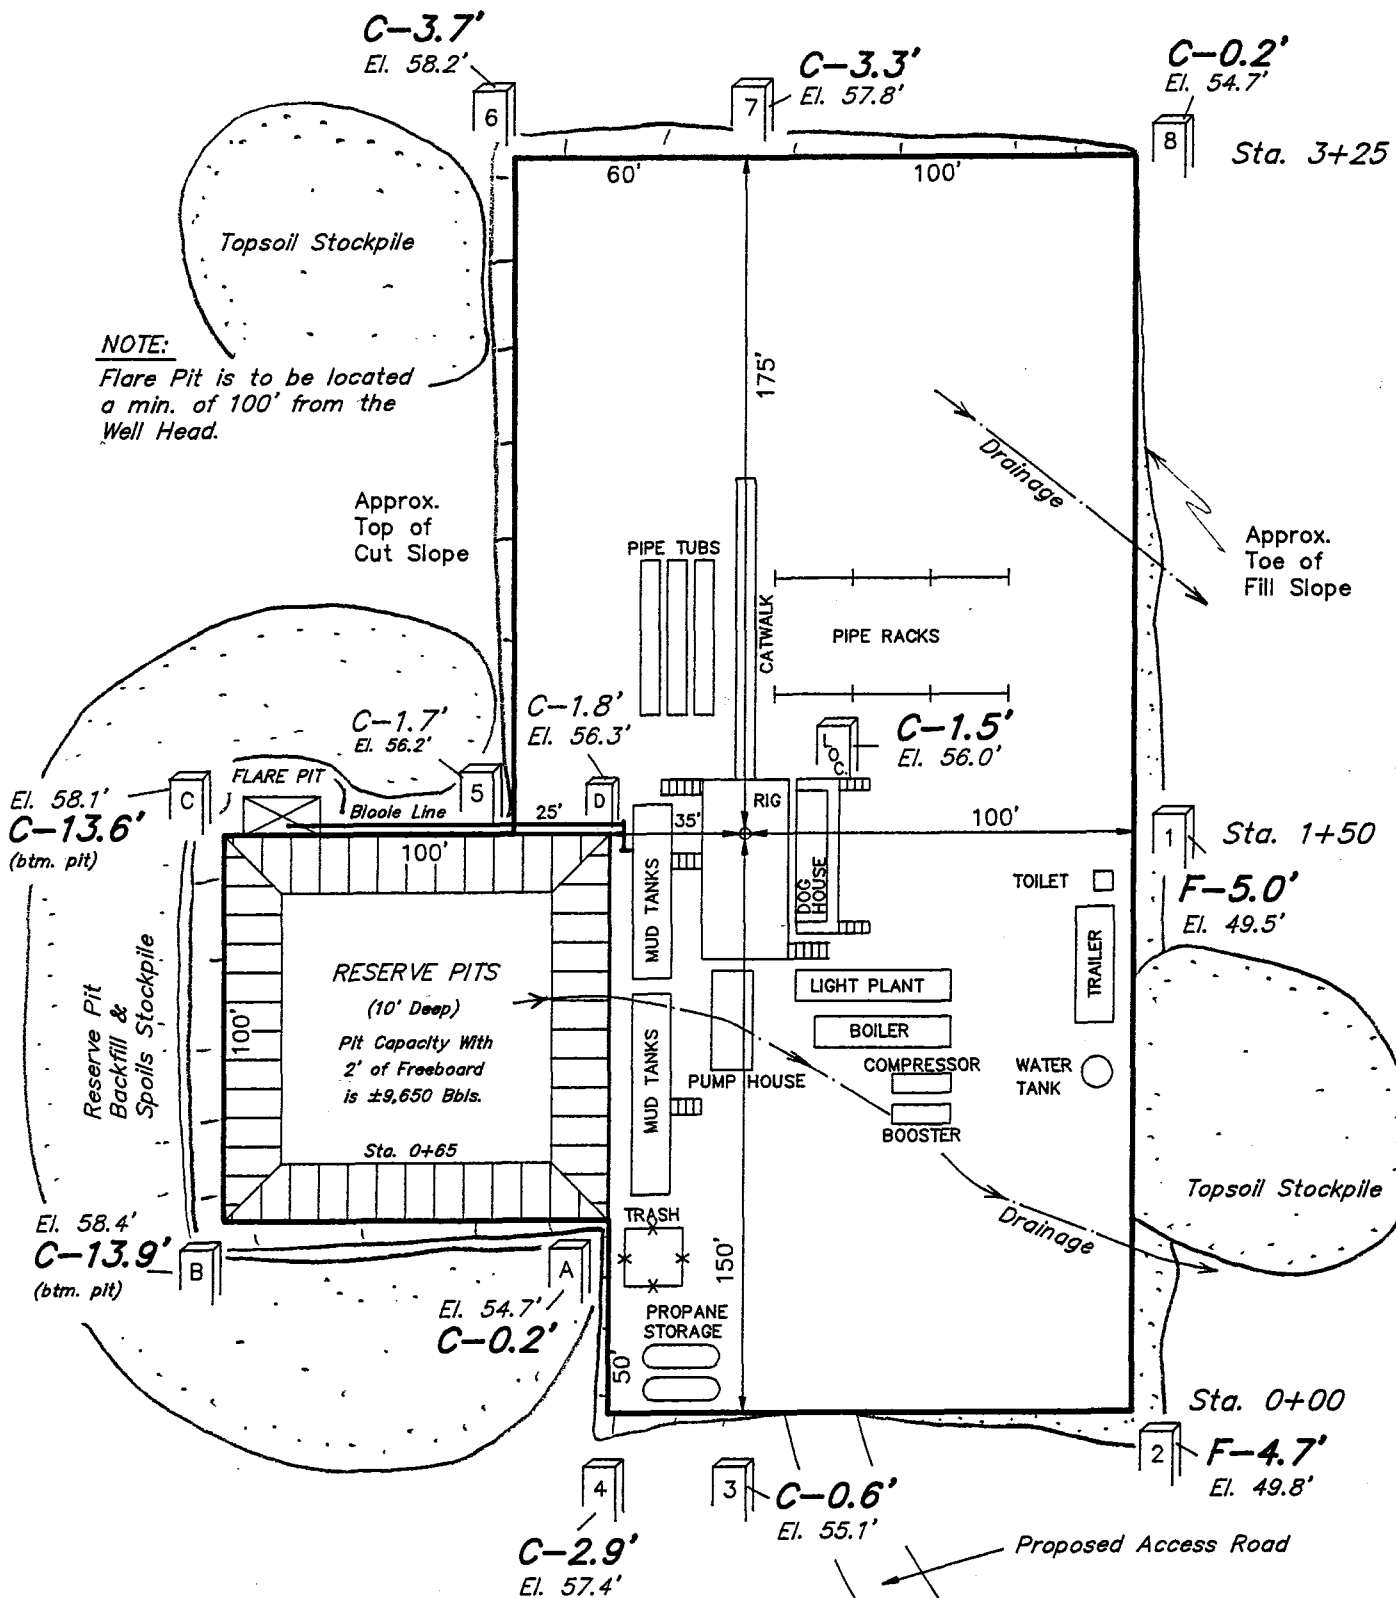 C-3.7'
El. 58.2'
6
C-3.3'
El. 57.8'
7
C-0.2'
El. 54.7'
8
Sta. 3+25
60'
100'
Topsoil Stockpile
NOTE:
Flare Pit is to be located
a min. of 100' from the
Well Head.
175'
Drainage
Approx.
Top of
Cut Slope
Approx.
Toe of
Fill Slope
PIPE TUBS
CATWALK
PIPE RACKS
C-1.7'
El. 56.2'
5
C-1.8'
El. 56.3'
D
LOC.
C-1.5'
El. 56.0'
FLARE PIT
Blooie Line
El. 58.1'
C-13.6'
(btm. pit)
C
25'
35'
RIG
100'
1
Sta. 1+50
F-5.0'
El. 49.5'
100'
MUD TANKS
DOG
HOUSE
TOILET
TRAILER
RESERVE PITS
(10' Deep)
Pit Capacity With
2' of Freeboard
is ±9,650 Bbls.
Sta. 0+65
100'
Reserve Pit
Backfill &
Spoils Stockpile
LIGHT PLANT
BOILER
COMPRESSOR
PUMP HOUSE
MUD TANKS
BOOSTER
WATER
TANK
Topsoil Stockpile
Drainage
El. 58.4'
C-13.9'
(btm. pit)
B
A
El. 54.7'
C-0.2'
TRASH
PROPANE
STORAGE
50'
150'
Sta. 0+00
2
F-4.7'
El. 49.8'
4
C-2.9'
El. 57.4'
3
C-0.6'
El. 55.1'
Proposed Access Road